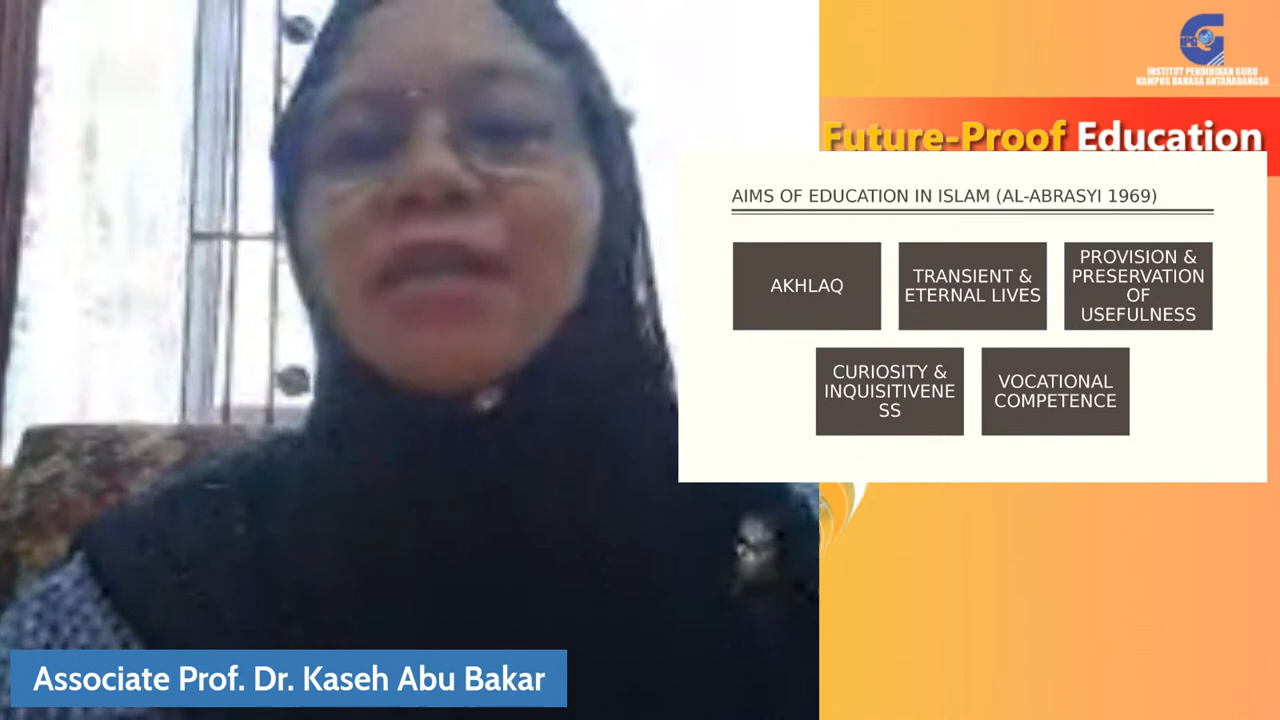 IPG
INSTITUT PENDIDIKAN GURU
KAMPUS BAHASA ANTARABANGSA
Future-Proof Education
AIMS OF EDUCATION IN ISLAM (AL-ABRASYI 1969)
AKHLAQ
TRANSIENT &
ETERNAL LIVES
PROVISION &
PRESERVATION
OF
USEFULNESS
CURIOSITY &
INQUISITIVENE
SS
VOCATIONAL
COMPETENCE
Associate Prof. Dr. Kaseh Abu Bakar